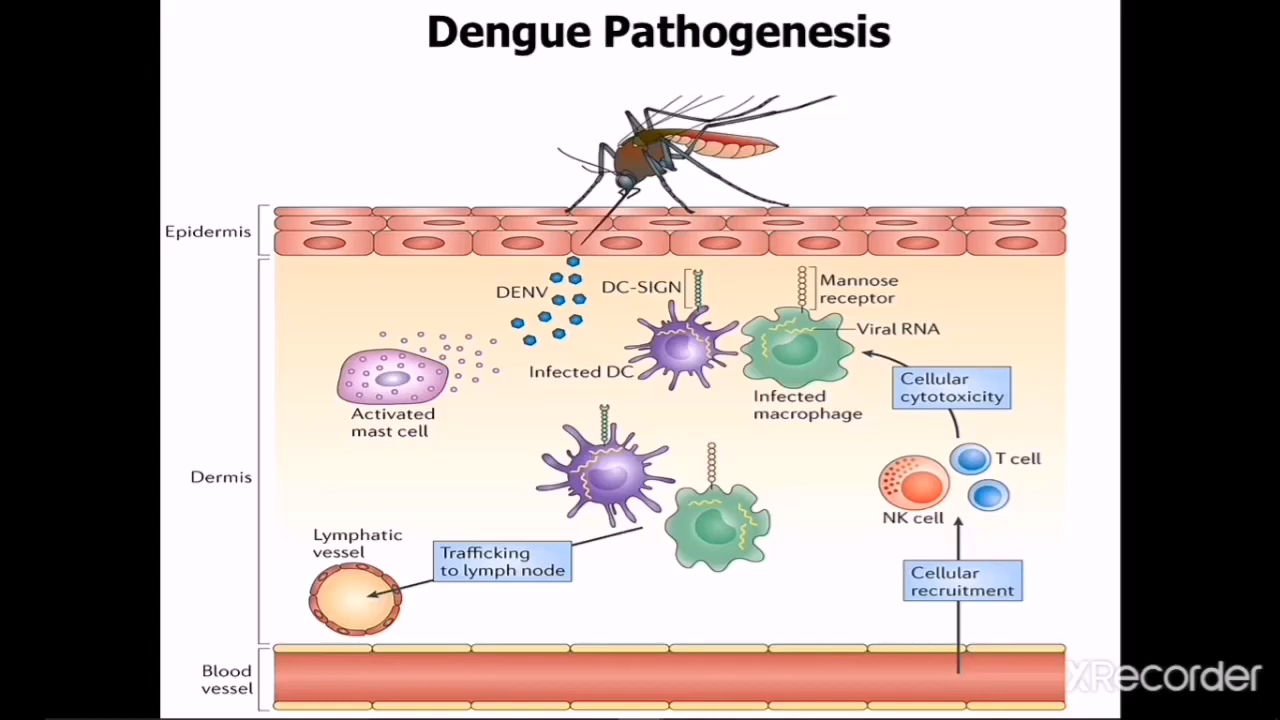 Dengue Pathogenesis
Epidermis
DENV
DC-SIGN
Mannose
receptor
Viral RNA
Infected DC
Infected
macrophage
Cellular
cytotoxicity
Activated
mast cell
Dermis
T cell
NK cell
Lymphatic
vessel
Trafficking
to lymph node
Cellular
recruitment
Blood
vessel
XRecorder